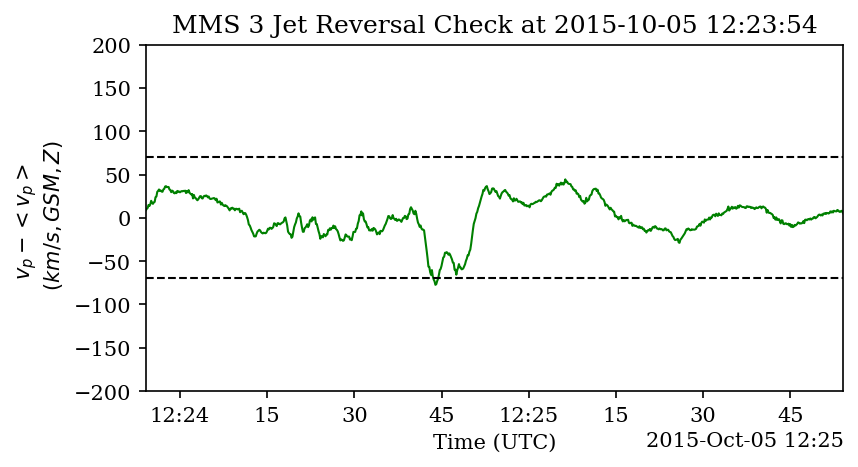 MMS 3 Jet Reversal Check at 2015-10-05 12:23:54
200
150
100
50
0
−50
−100
−150
−200
v_p − < v_p >
(km/s, GSM, Z)
12:24 15 30 45 12:25 15 30 45
Time (UTC)
2015-Oct-05 12:25